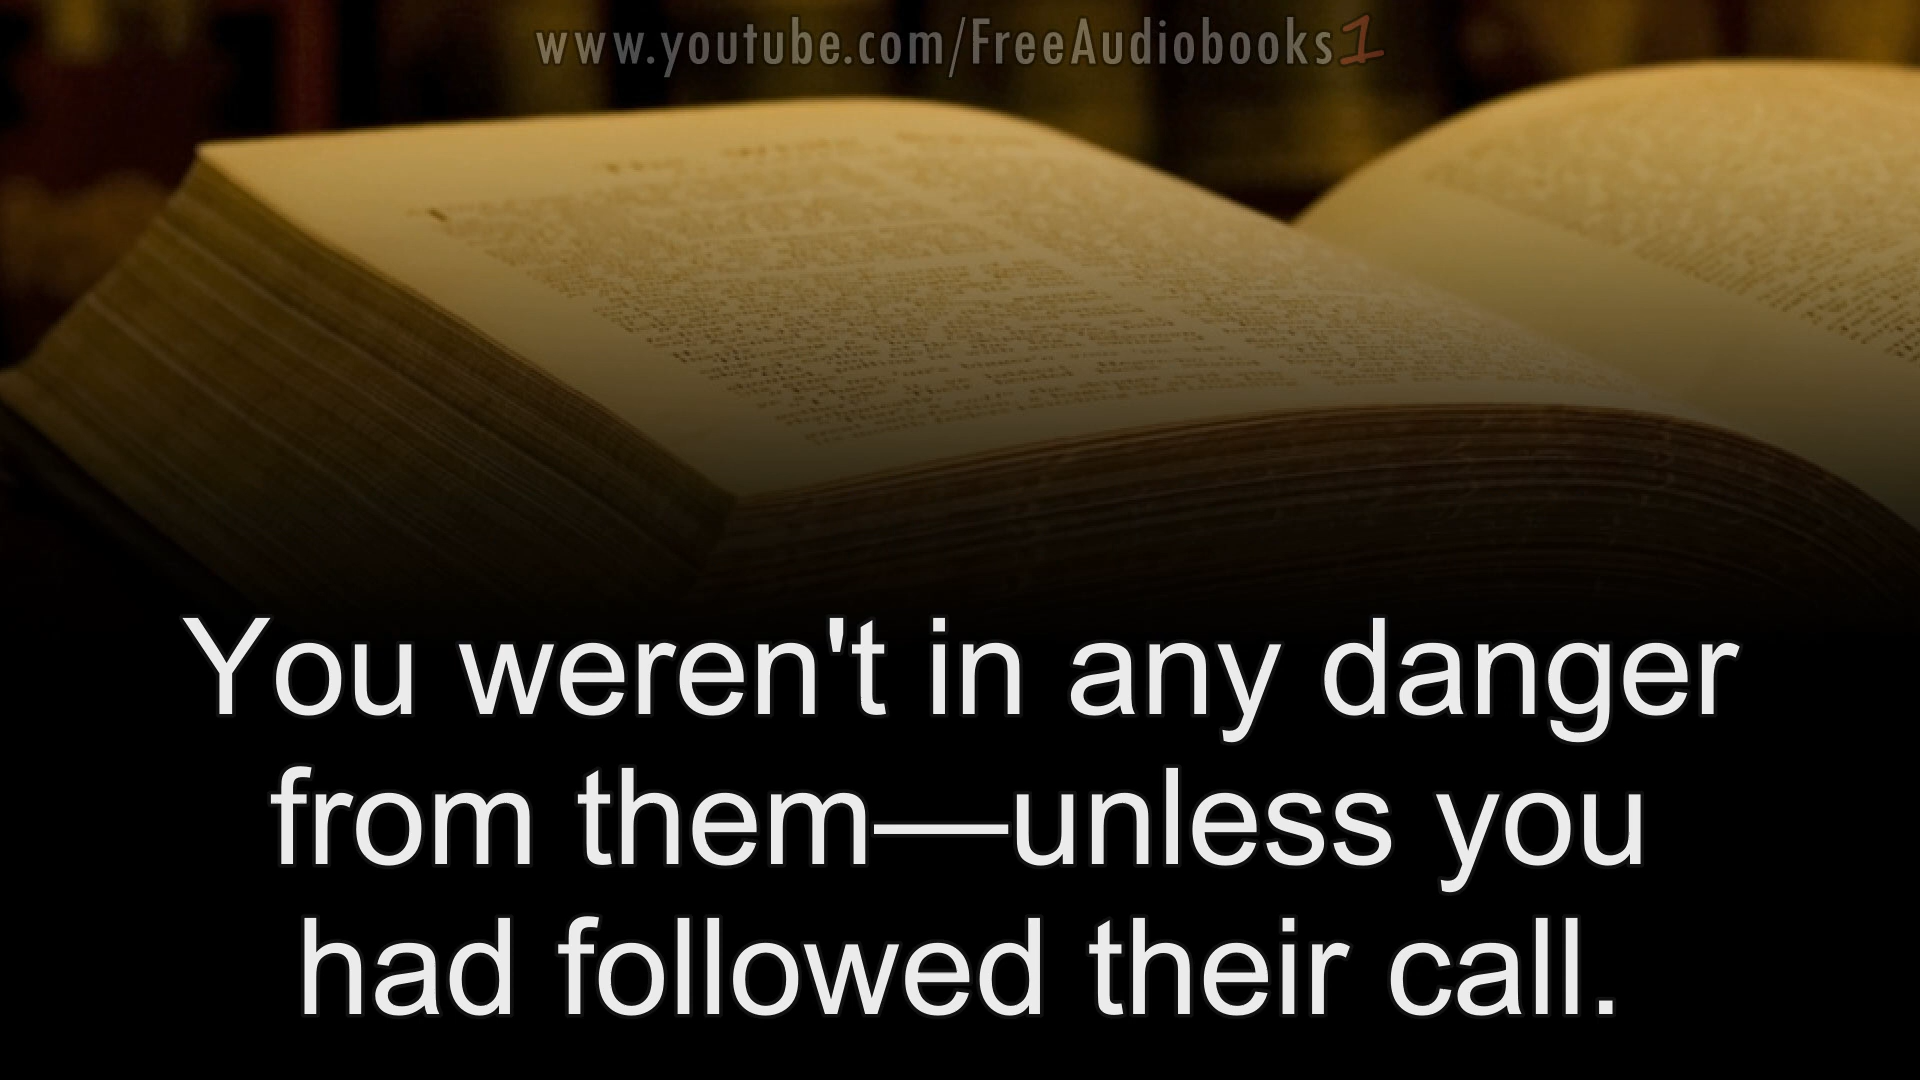 www.youtube.com/FreeAudiobooks1
You weren't in any danger
from them—unless you
had followed their call.